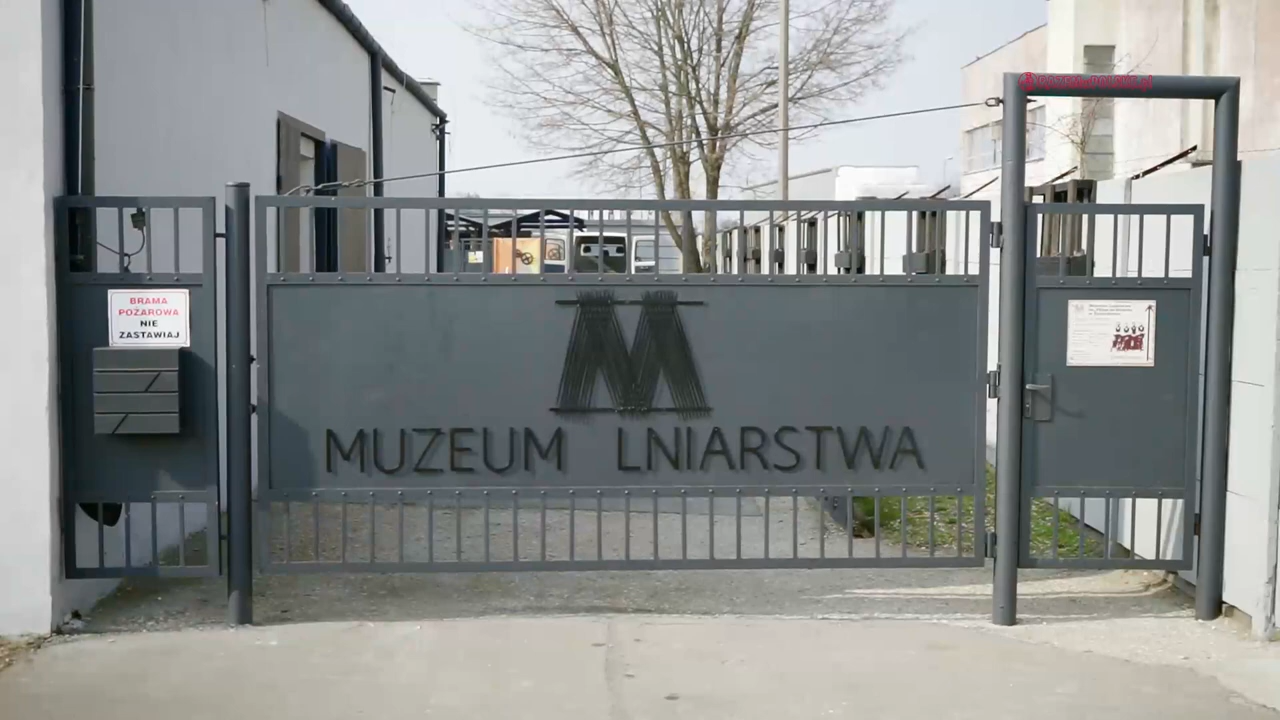 BRAMA
POŻAROWA
NIE
ZASTAWIAJ
M
MUZEUM LNIARSTWA